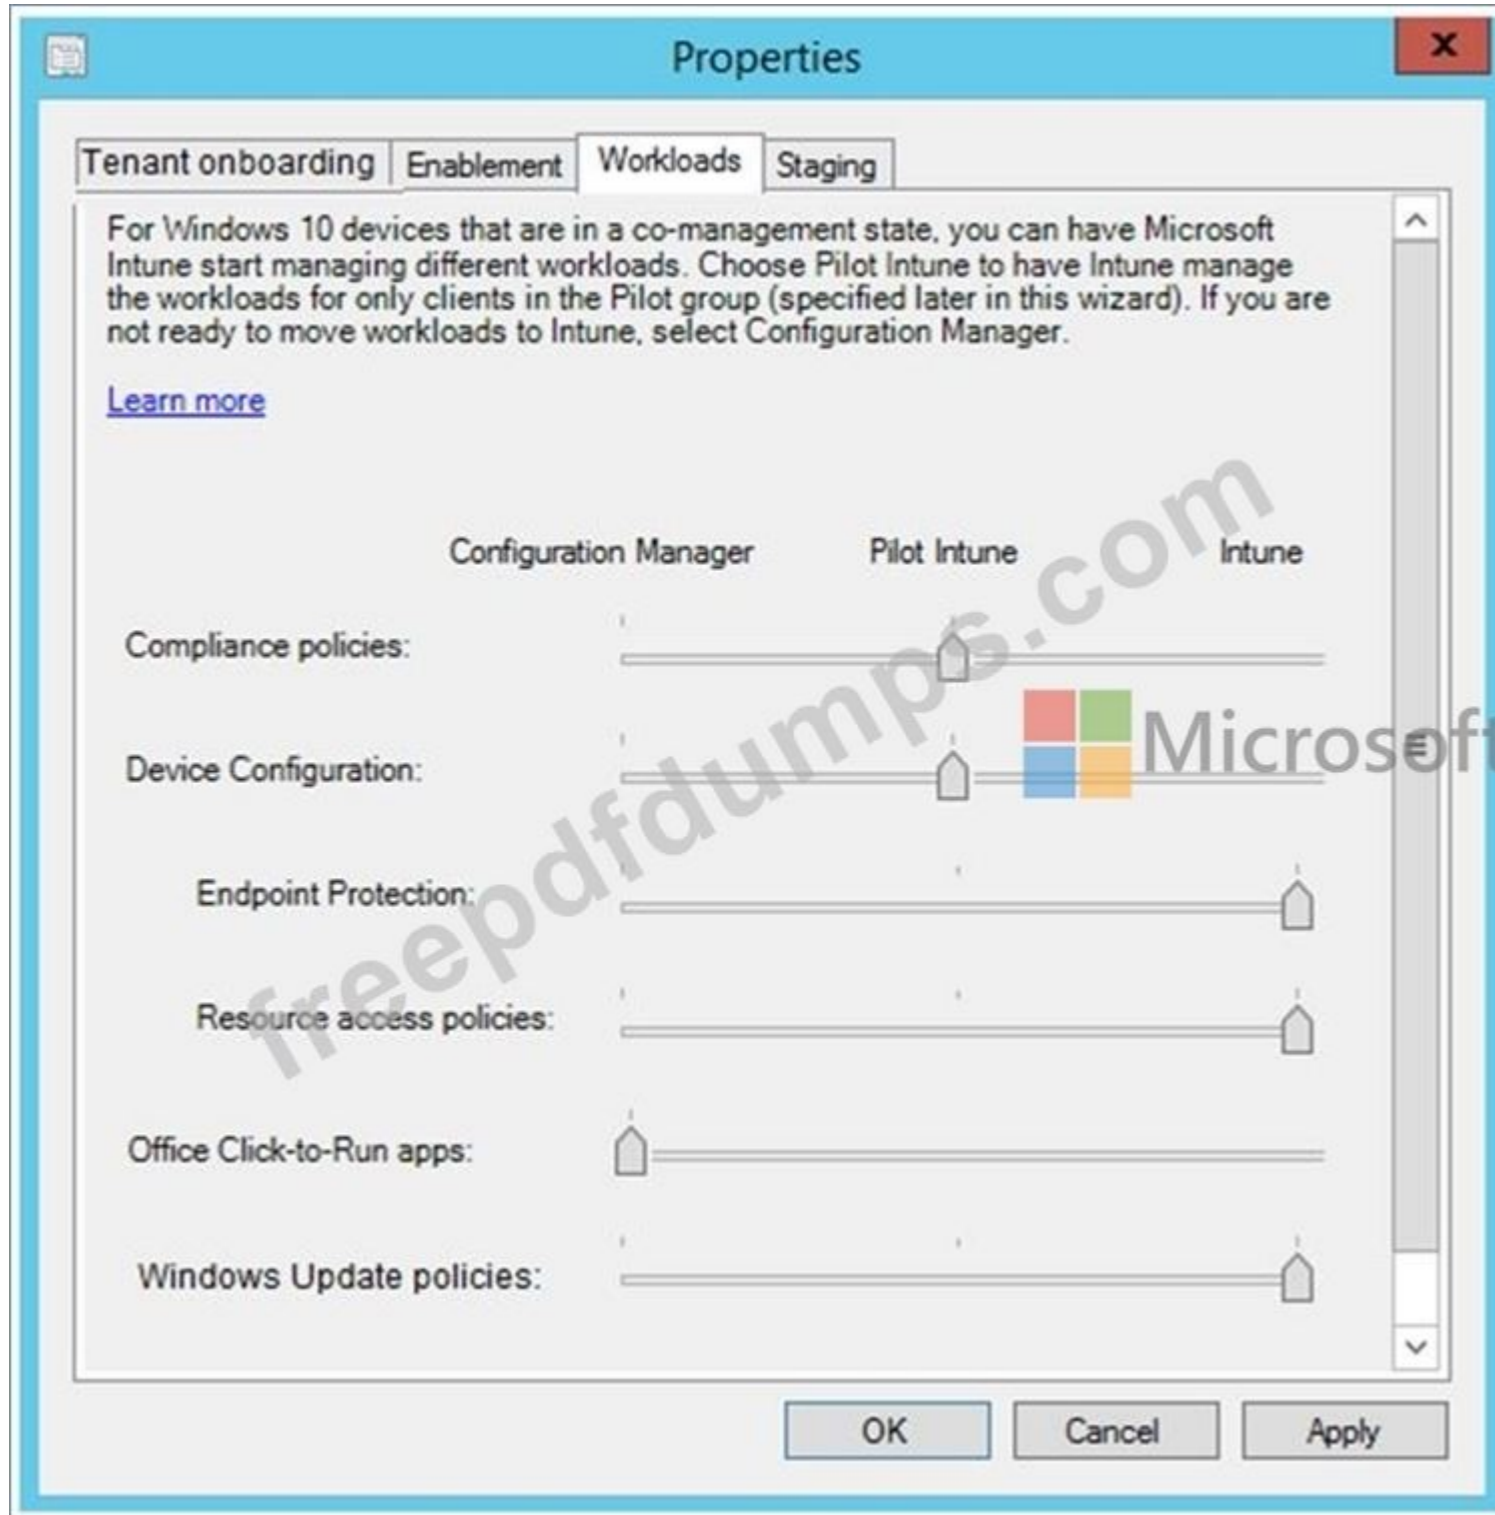 Properties
x
Tenant onboarding Enablement Workloads Staging
For Windows 10 devices that are in a co-management state, you can have Microsoft
Intune start managing different workloads. Choose Pilot Intune to have Intune manage
the workloads for only clients in the Pilot group (specified later in this wizard). If you are
not ready to move workloads to Intune, select Configuration Manager.
Learn more
Configuration Manager Pilot Intune Intune
Compliance policies:
Device Configuration:
Microsoft
Endpoint Protection:
Resource access policies:
Office Click-to-Run apps:
Windows Update policies:
OK Cancel Apply
freepdfdumps.com